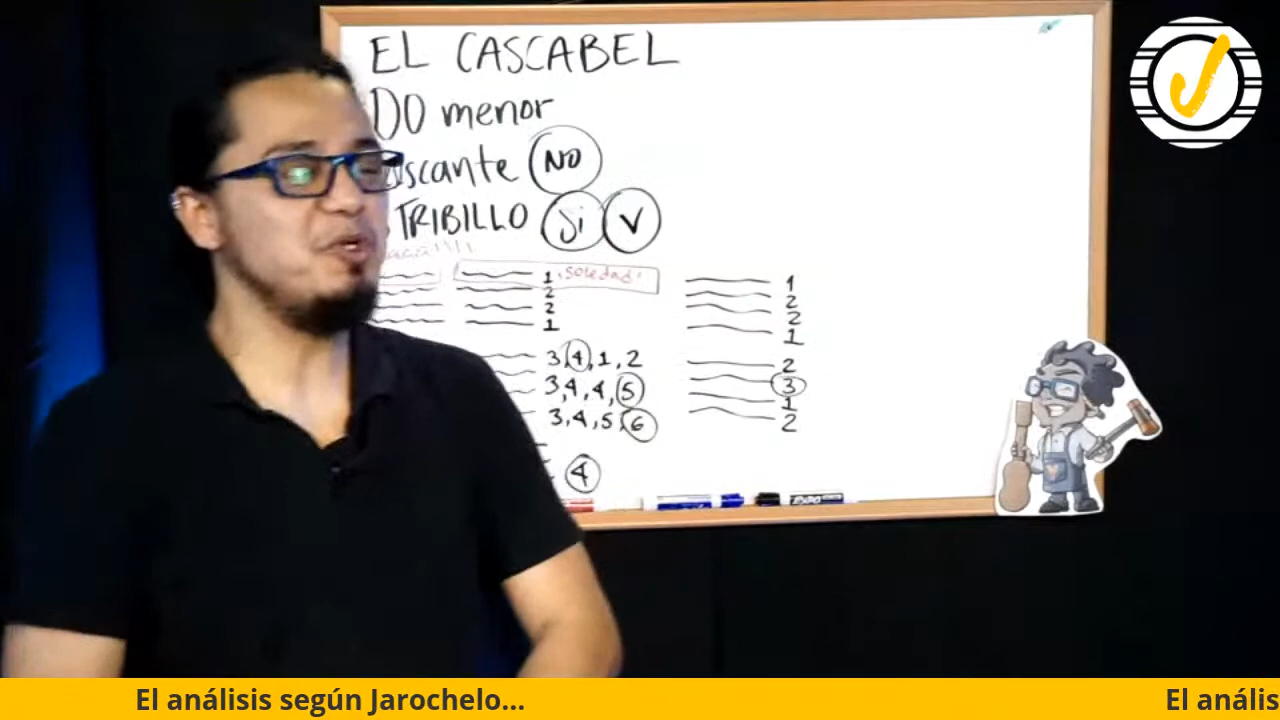 EL CASCABEL
DO menor
NO
TRIBILLO Si V
1 ¡Soledad!
2
2
1
3,4,1,2
3,4,4,5
3,4,5,6
4
1
2
2
1
2
3
1
2
EXPO
El análisis según Jarochelo...
El anális